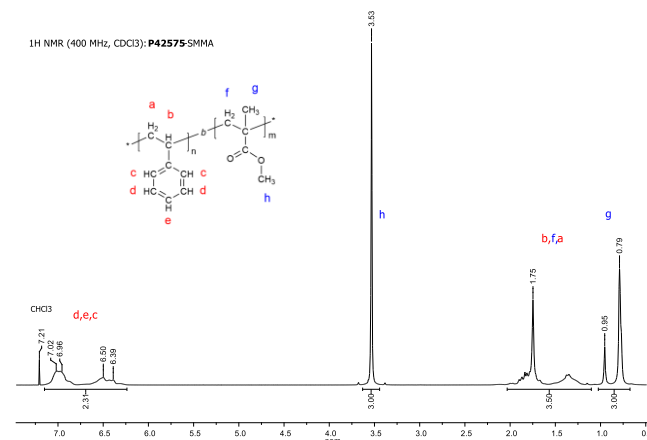 1H NMR (400 MHz, CDCl3): P42575-SMMA
3.53
a
b
f
g
H2
C
H
b
H2
C
CH3
*
n
m
*
O
O
CH3
h
c
HC
CH
c
d
HC
CH
d
C
H
e
h
b,f,a
g
CHCl3
d,e,c
7.21
7.02
6.96
6.50
6.39
1.75
0.95
0.79
2.31
3.00
3.50
3.00
7.0 6.5 6.0 5.5 5.0 4.5 4.0 3.5 3.0 2.5 2.0 1.5 1.0 0.5 0